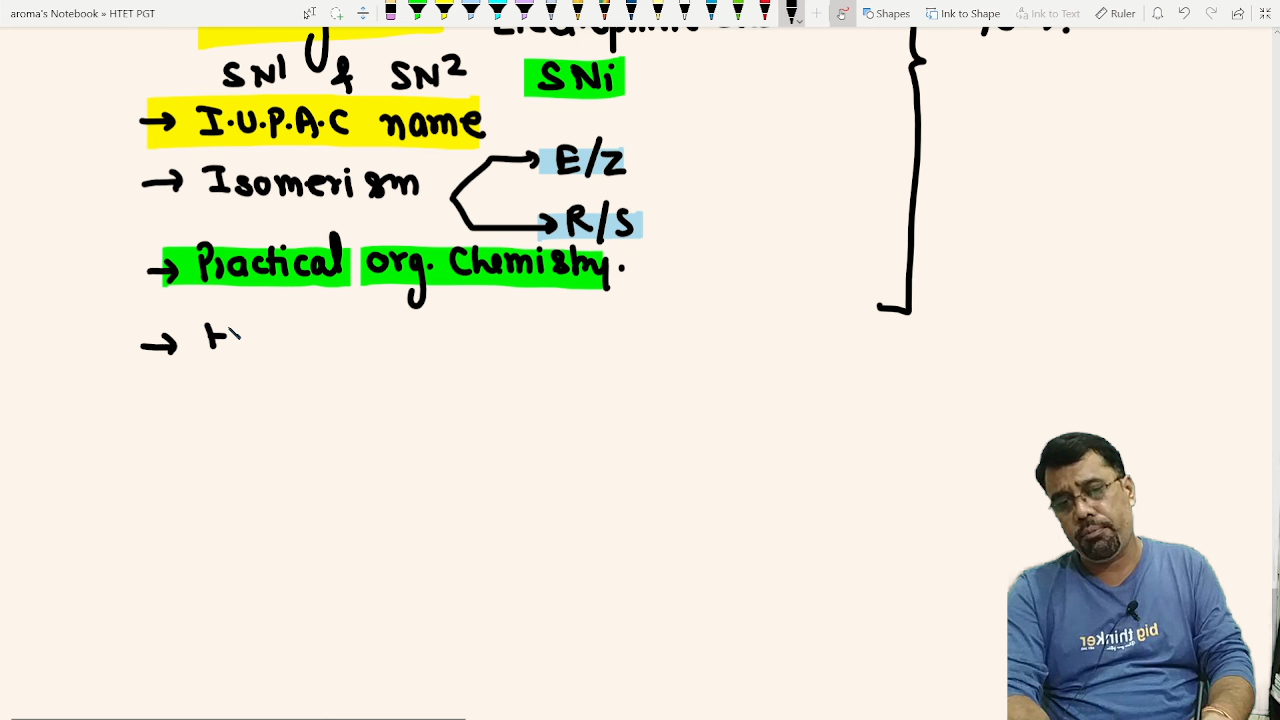 aroma's Notebook » HTET PGT
Shapes
Ink to Shape
Ink to Text
Ruler
SN1 & SN2 SNi
→ I.U.P.A.C name
→ Isomerism → E/Z
→ R/S
→ Practical org. Chemistry.
→
big thinker